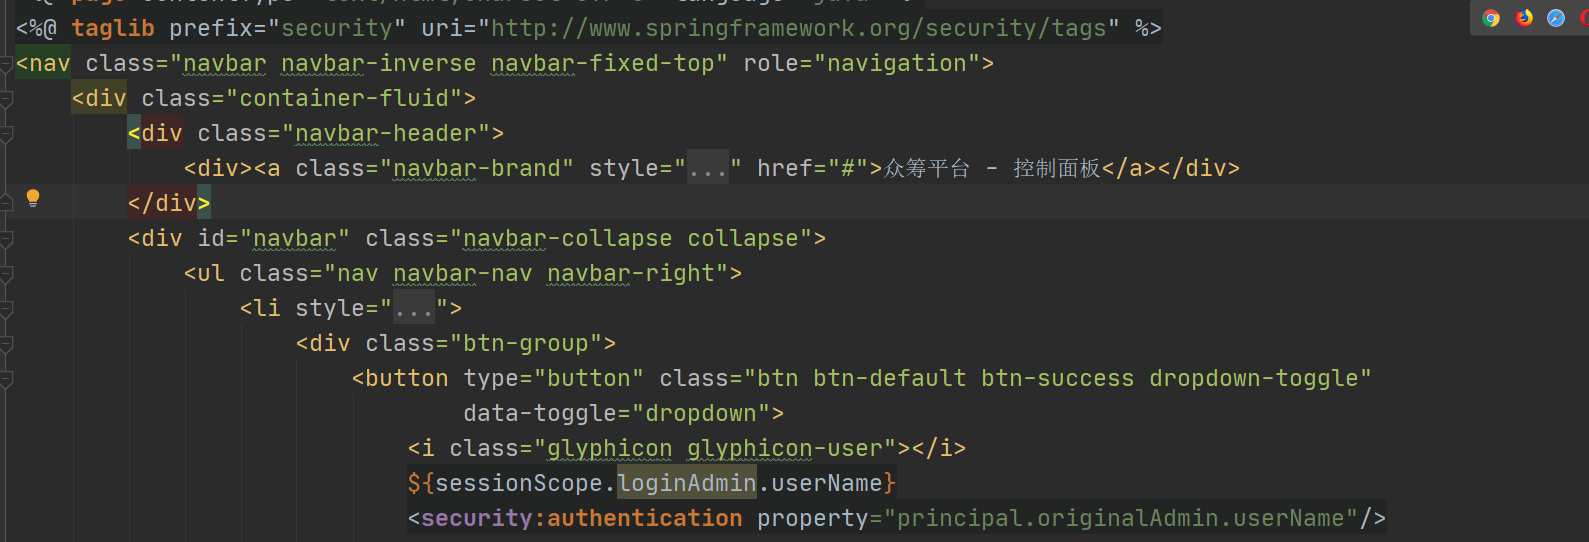 <%@ taglib prefix="security" uri="http://www.springframework.org/security/tags" %>
<nav class="navbar navbar-inverse navbar-fixed-top" role="navigation">
<div class="container-fluid">
<div class="navbar-header">
<div><a class="navbar-brand" style="..." href="#">众筹平台 - 控制面板</a></div>
</div>
<div id="navbar" class="navbar-collapse collapse">
<ul class="nav navbar-nav navbar-right">
<li style="...">
<div class="btn-group">
<button type="button" class="btn btn-default btn-success dropdown-toggle"
data-toggle="dropdown">
<i class="glyphicon glyphicon-user"></i>
${sessionScope.loginAdmin.userName}
<security:authentication property="principal.originalAdmin.userName"/>